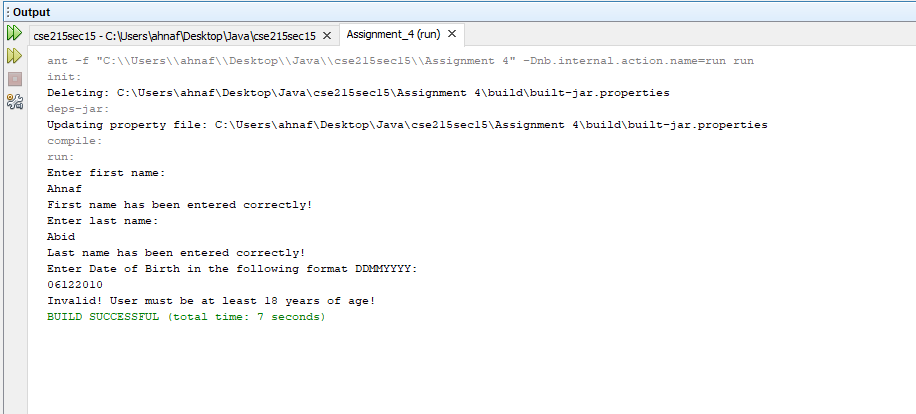 Output
cse215sec15 - C:\Users\ahnaf\Desktop\Java\cse215sec15 ✕ Assignment_4 (run) ✕
ant -f "C:\\Users\\ahnaf\\Desktop\\Java\\cse215sec15\\Assignment 4" -Dnb.internal.action.name=run run
init:
Deleting: C:\Users\ahnaf\Desktop\Java\cse215sec15\Assignment 4\build\built-jar.properties
deps-jar:
Updating property file: C:\Users\ahnaf\Desktop\Java\cse215sec15\Assignment 4\build\built-jar.properties
compile:
run:
Enter first name:
Ahnaf
First name has been entered correctly!
Enter last name:
Abid
Last name has been entered correctly!
Enter Date of Birth in the following format DDMMYYYY:
06122010
Invalid! User must be at least 18 years of age!
BUILD SUCCESSFUL (total time: 7 seconds)